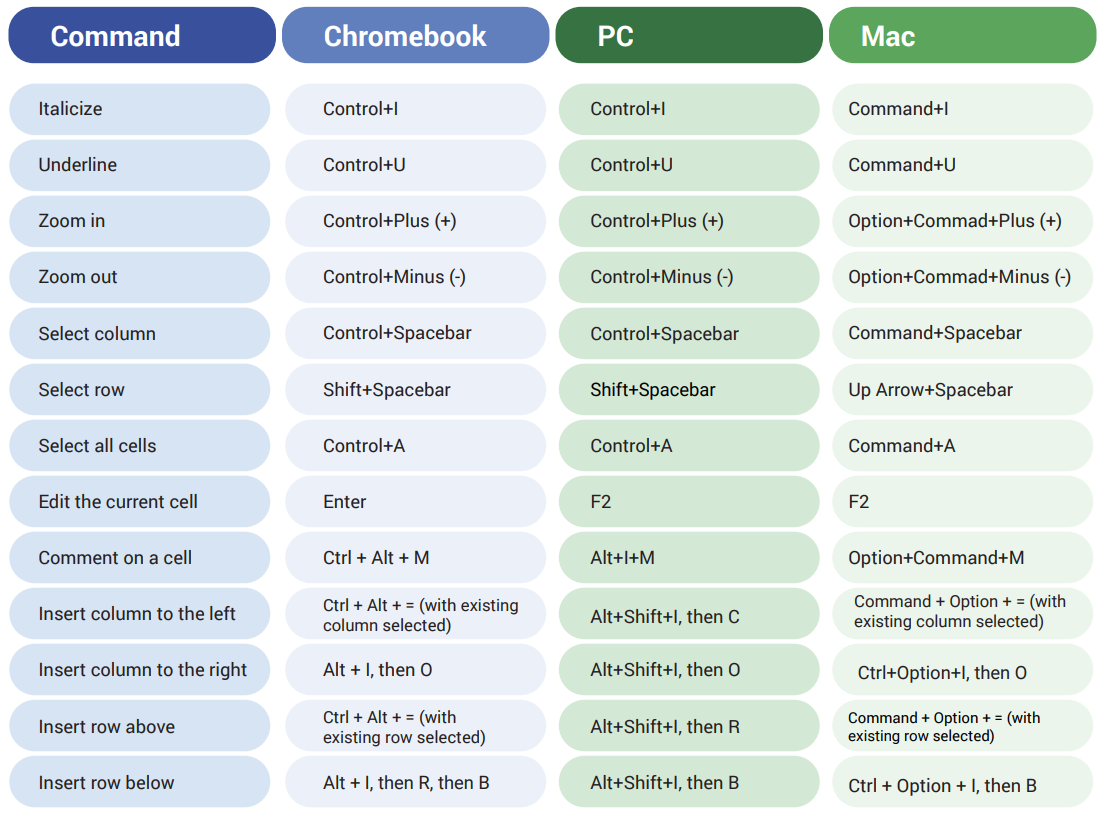 Command Chromebook PC Mac
Italicize Control+I Control+I Command+I
Underline Control+U Control+U Command+U
Zoom in Control+Plus (+) Control+Plus (+) Option+Commad+Plus (+)
Zoom out Control+Minus (-) Control+Minus (-) Option+Commad+Minus (-)
Select column Control+Spacebar Control+Spacebar Command+Spacebar
Select row Shift+Spacebar Shift+Spacebar Up Arrow+Spacebar
Select all cells Control+A Control+A Command+A
Edit the current cell Enter F2 F2
Comment on a cell Ctrl + Alt + M Alt+I+M Option+Command+M
Insert column to the left
Ctrl + Alt + = (with existing
column selected)
Alt+Shift+I, then C
Command + Option + = (with
existing column selected)
Insert column to the right Alt + I, then O Alt+Shift+I, then O Ctrl+Option+I, then O
Insert row above
Ctrl + Alt + = (with
existing row selected)
Alt+Shift+I, then R
Command + Option + = (with
existing row selected)
Insert row below Alt + I, then R, then B Alt+Shift+I, then B Ctrl + Option + I, then B